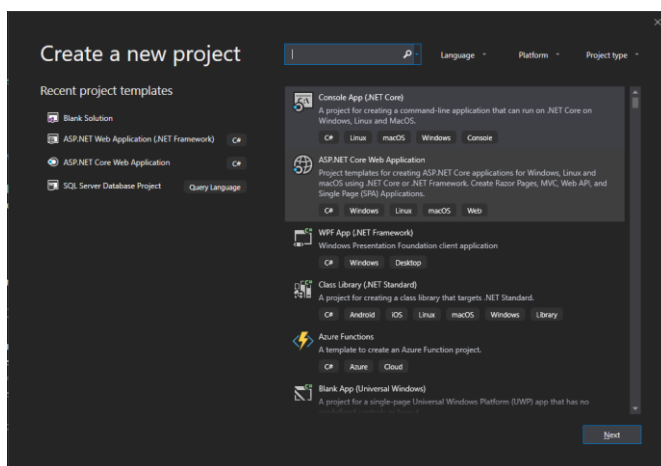 Create a new project
Language
Platform
Project type
Recent project templates
Blank Solution
ASP.NET Web Application (.NET Framework) C#
ASP.NET Core Web Application C#
SQL Server Database Project Query Language
Console App (.NET Core)
A project for creating a command-line application that can run on .NET Core on
Windows, Linux and MacOS.
C# Linux macOS Windows Console
ASP.NET Core Web Application
Project templates for creating ASP.NET Core applications for Windows, Linux and
macOS using .NET Core or .NET Framework. Create Razor Pages, MVC, Web API, and
Single Page (SPA) Applications.
C# Windows Linux macOS Web
WPF App (.NET Framework)
Windows Presentation Foundation client application
C# Windows Desktop
Class Library (.NET Standard)
A project for creating a class library that targets .NET Standard.
C# Android iOS Linux macOS Windows Library
Azure Functions
A template to create an Azure Function project.
C# Azure Cloud
Blank App (Universal Windows)
A project for a single-page Universal Windows Platform (UWP) app that has no
Next